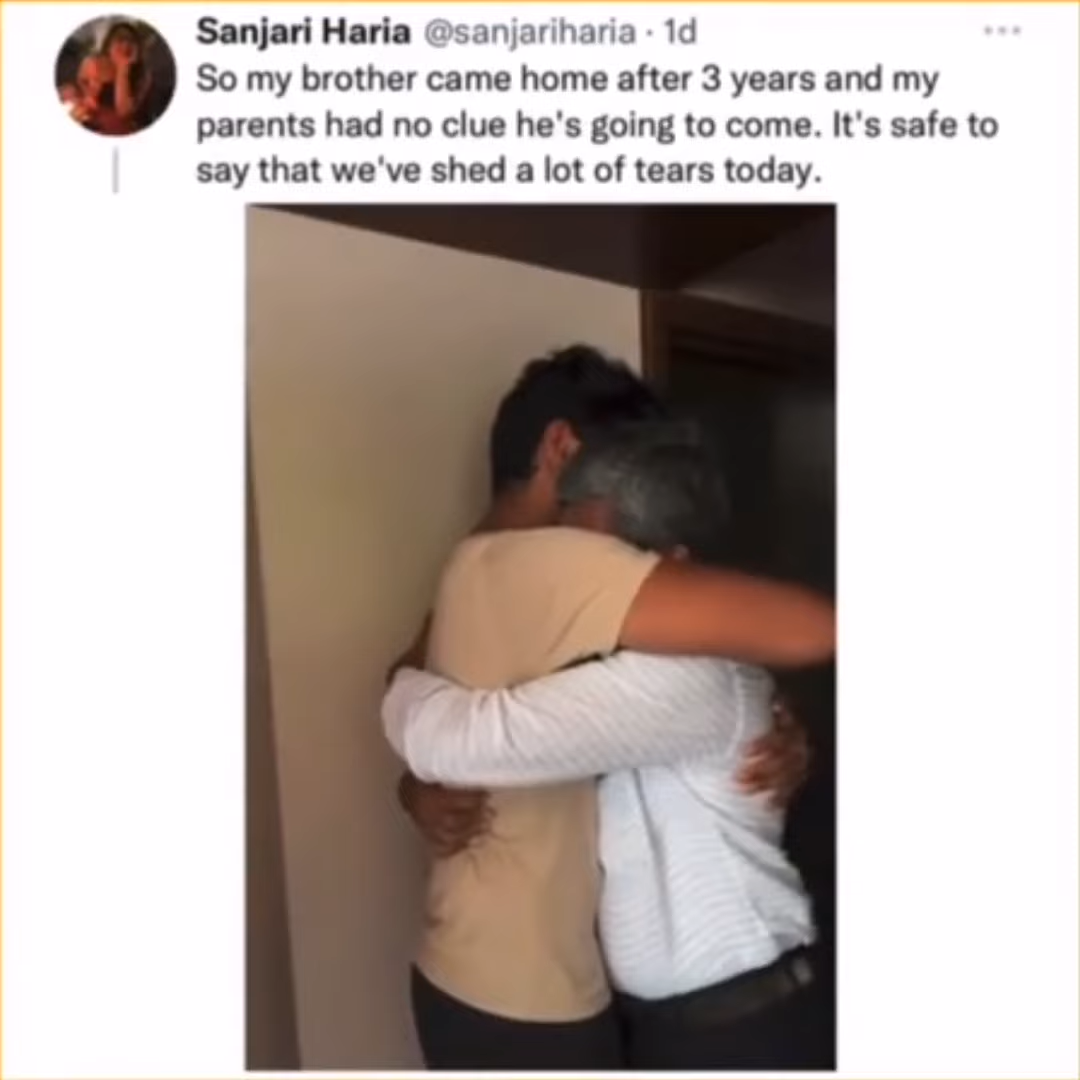 Sanjari Haria @sanjariharia · 1d
So my brother came home after 3 years and my
parents had no clue he's going to come. It's safe to
say that we've shed a lot of tears today.